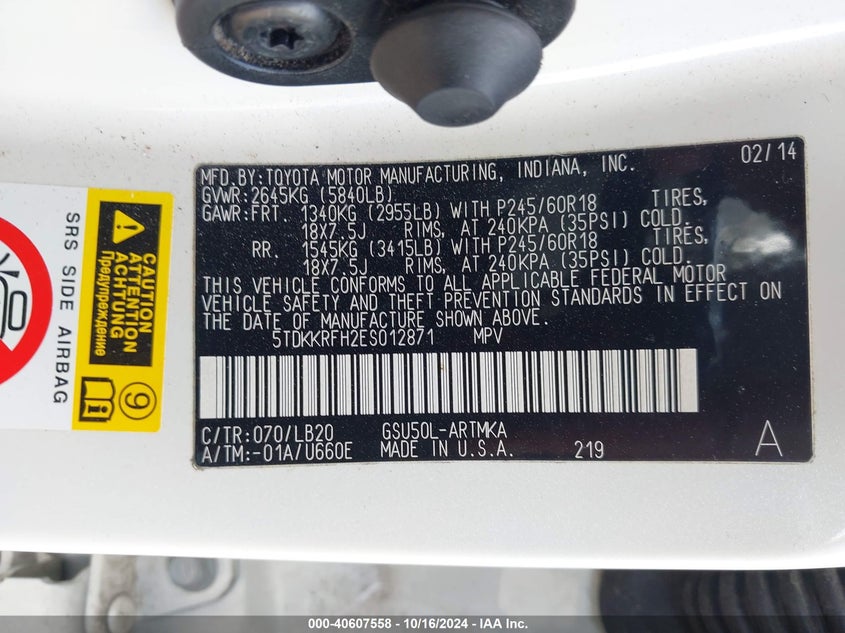 MFD. BY: TOYOTA MOTOR MANUFACTURING, INDIANA, INC. 02/14
GVWR: 2645KG (5840LB)
GAWR: FRT. 1340KG (2955LB) WITH P245/60R18 TIRES,
18X7.5J RIMS, AT 240KPA (35PSI) COLD.
RR. 1545KG (3415LB) WITH P245/60R18 TIRES,
18X7.5J RIMS, AT 240KPA (35PSI) COLD.
THIS VEHICLE CONFORMS TO ALL APPLICABLE FEDERAL MOTOR
VEHICLE SAFETY AND THEFT PREVENTION STANDARDS IN EFFECT ON
THE DATE OF MANUFACTURE SHOWN ABOVE.
5TDKKRFH2ES012871 MPV
C/TR: 070/LB20 GSU50L-ARTMKA
A/TM: -01A/U660E MADE IN U.S.A. 219 A
SRS SIDE AIRBAG
CAUTION
ATTENTION
ACHTUNG
Предупреждение
i
9
000-40607558 - 10/16/2024 - IAA Inc.